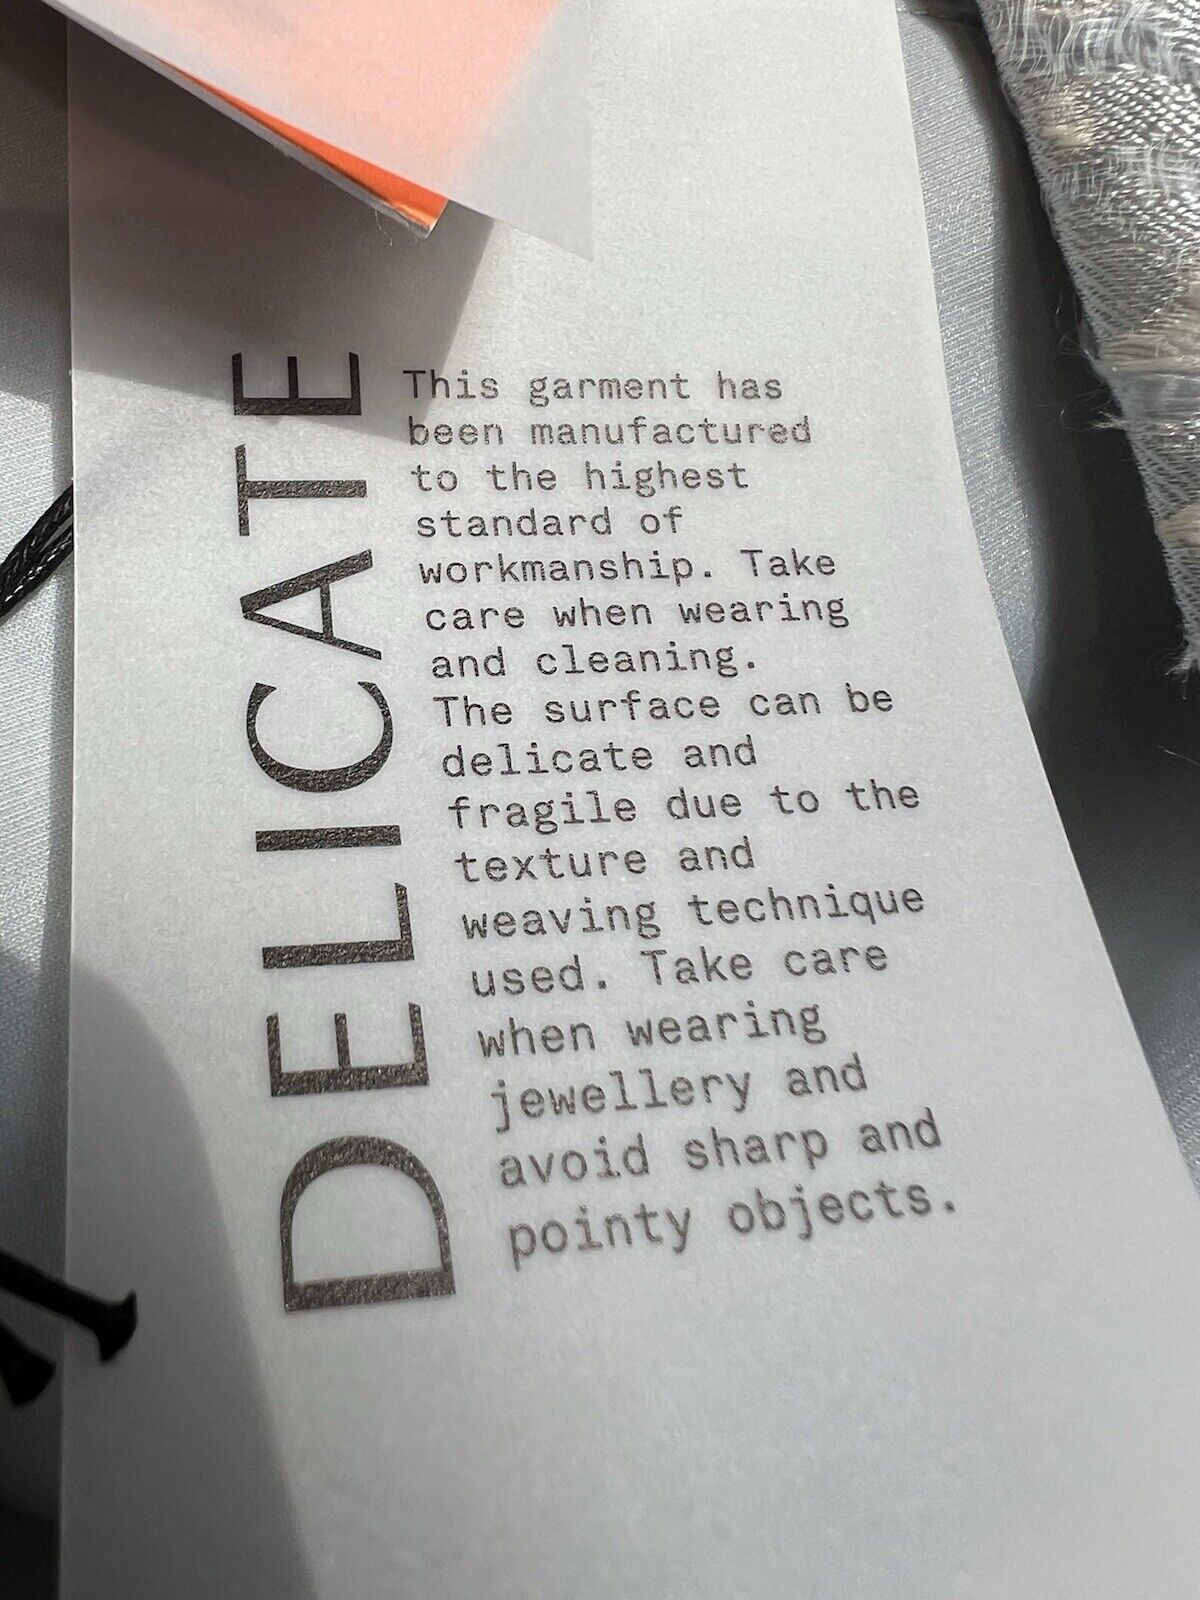 DELICATE
This garment has
been manufactured
to the highest
standard of
workmanship. Take
care when wearing
and cleaning.
The surface can be
delicate and
fragile due to the
texture and
weaving technique
used. Take care
when wearing
jewellery and
avoid sharp and
pointy objects.